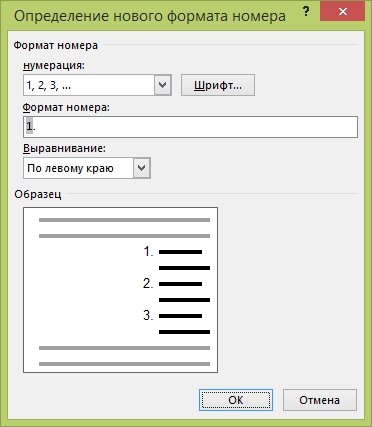 Определение нового формата номера ?
Формат номера
нумерация:
1, 2, 3, ...
Шрифт...
Формат номера:
1.
Выравнивание:
По левому краю
Образец
1.
2.
3.
ОК
Отмена